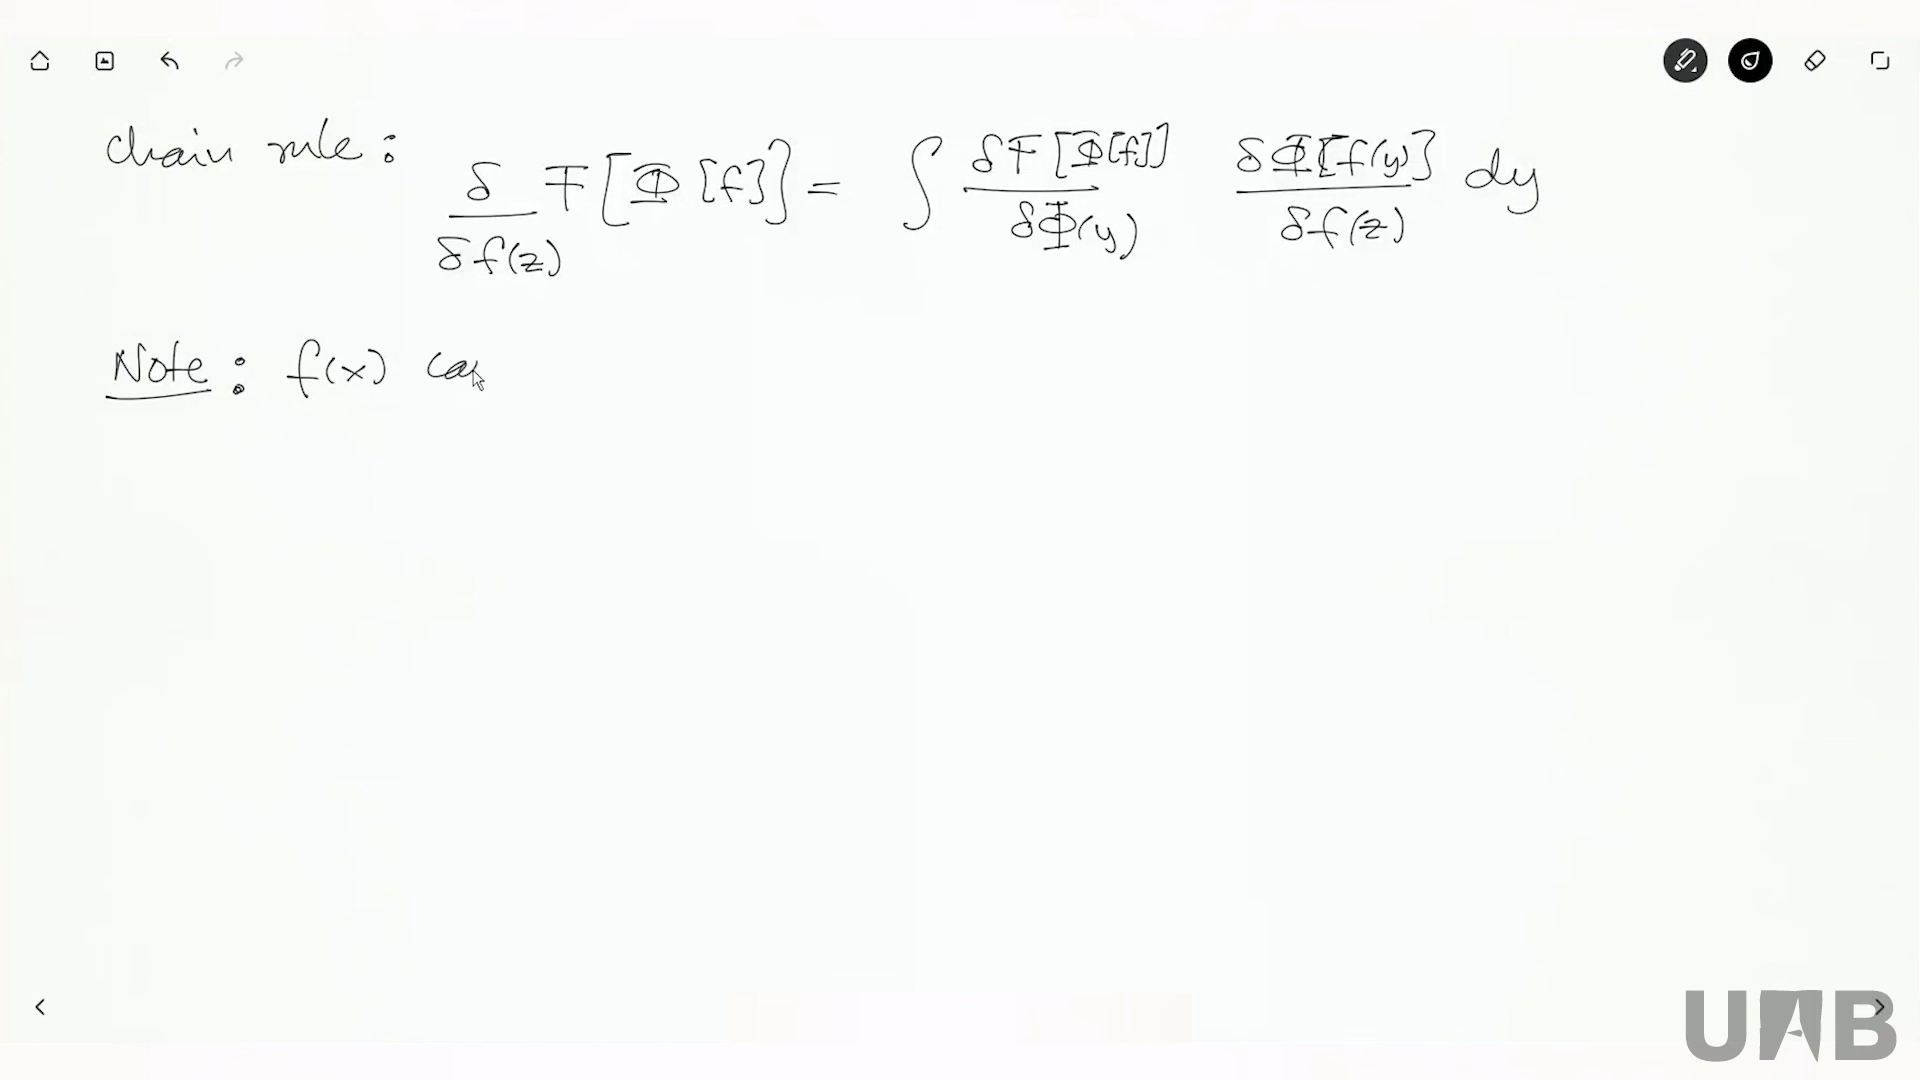 chain rule: δ/δf(z) F[Φ[f]] = ∫ δF[Φ[f]]/δΦ(y) δΦ[f(y)]/δf(z) dy
Note: f(x) ca
UAB